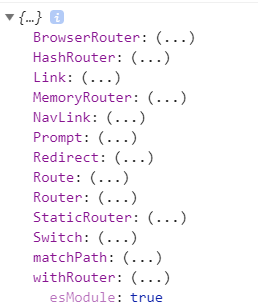 ▼{…} i
BrowserRouter: (...)
HashRouter: (...)
Link: (...)
MemoryRouter: (...)
NavLink: (...)
Prompt: (...)
Redirect: (...)
Route: (...)
Router: (...)
StaticRouter: (...)
Switch: (...)
matchPath: (...)
withRouter: (...)
esModule: true